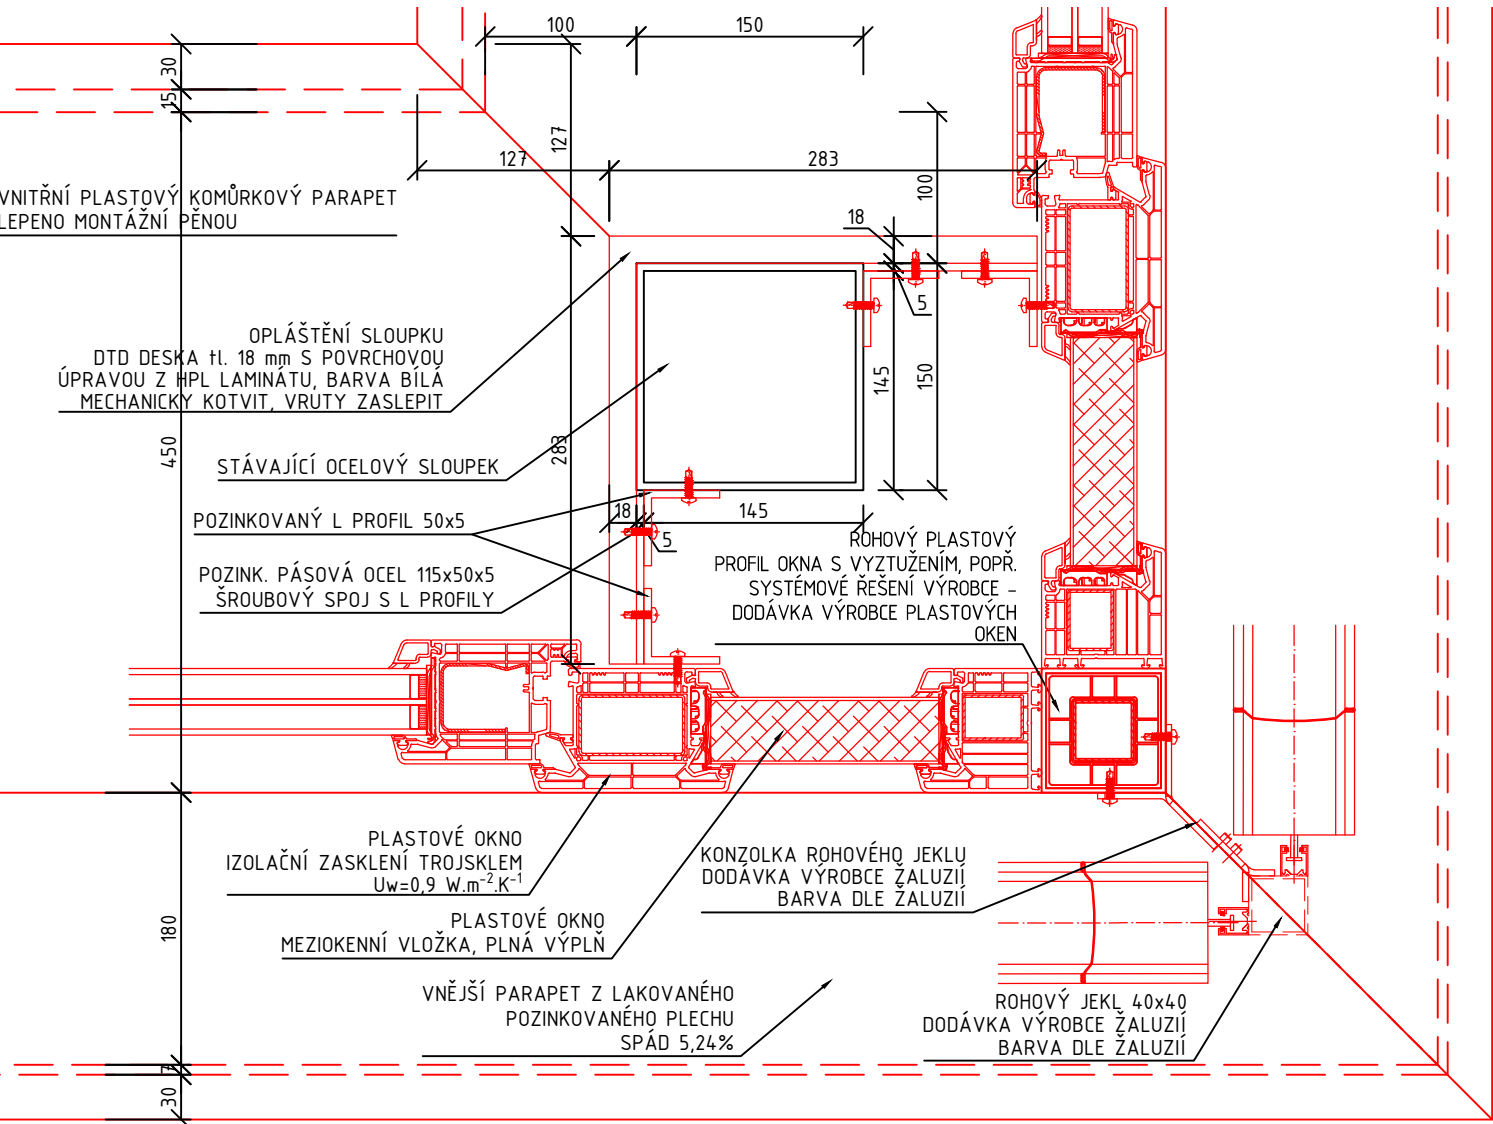 100
150
30
15
127
127
283
100
18
VNITŘNÍ PLASTOVÝ KOMŮRKOVÝ PARAPET
LEPENO MONTÁŽNÍ PĚNOU
5
OPLÁŠTĚNÍ SLOUPKU
DTD DESKA tl. 18 mm S POVRCHOVOU
ÚPRAVOU Z HPL LAMINÁTU, BARVA BÍLÁ
MECHANICKY KOTVIT, VRUTY ZASLEPIT
145
150
450
283
STÁVAJÍCÍ OCELOVÝ SLOUPEK
POZINKOVANÝ L PROFIL 50x5
18
145
5
POZINK. PÁSOVÁ OCEL 115x50x5
ŠROUBOVÝ SPOJ S L PROFILY
ROHOVÝ PLASTOVÝ
PROFIL OKNA S VYZTUŽENÍM, POPŘ.
SYSTÉMOVÉ ŘEŠENÍ VÝROBCE -
DODÁVKA VÝROBCE PLASTOVÝCH
OKEN
PLASTOVÉ OKNO
IZOLAČNÍ ZASKLENÍ TROJSKLEM
Uw=0,9 W.m⁻².K⁻¹
KONZOLKA ROHOVÉHO JEKLU
DODÁVKA VÝROBCE ŽALUZIÍ
BARVA DLE ŽALUZIÍ
180
PLASTOVÉ OKNO
MEZIOKENNÍ VLOŽKA, PLNÁ VÝPLŇ
VNĚJŠÍ PARAPET Z LAKOVANÉHO
POZINKOVANÉHO PLECHU
SPÁD 5,24%
ROHOVÝ JEKL 40x40
DODÁVKA VÝROBCE ŽALUZIÍ
BARVA DLE ŽALUZIÍ
7
30